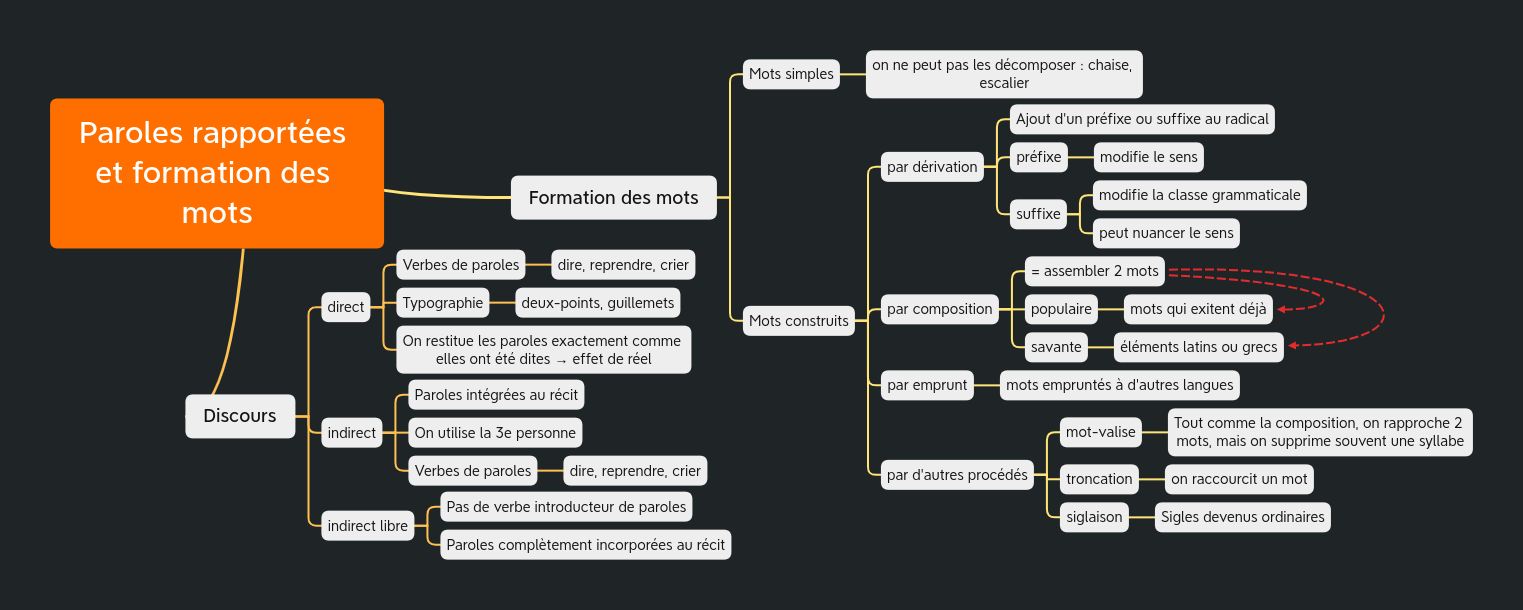 Paroles rapportées
et formation des
mots
Formation des mots
Mots simples
on ne peut pas les décomposer : chaise,
escalier
Mots construits
par dérivation
Ajout d'un préfixe ou suffixe au radical
préfixe
modifie le sens
suffixe
modifie la classe grammaticale
peut nuancer le sens
par composition
= assembler 2 mots
populaire
mots qui exitent déjà
savante
éléments latins ou grecs
par emprunt
mots empruntés à d'autres langues
par d'autres procédés
mot-valise
Tout comme la composition, on rapproche 2
mots, mais on supprime souvent une syllabe
troncation
on raccourcit un mot
siglaison
Sigles devenus ordinaires
Discours
direct
Verbes de paroles
dire, reprendre, crier
Typographie
deux-points, guillemets
On restitue les paroles exactement comme
elles ont été dites → effet de réel
indirect
Paroles intégrées au récit
On utilise la 3e personne
Verbes de paroles
dire, reprendre, crier
indirect libre
Pas de verbe introducteur de paroles
Paroles complètement incorporées au récit